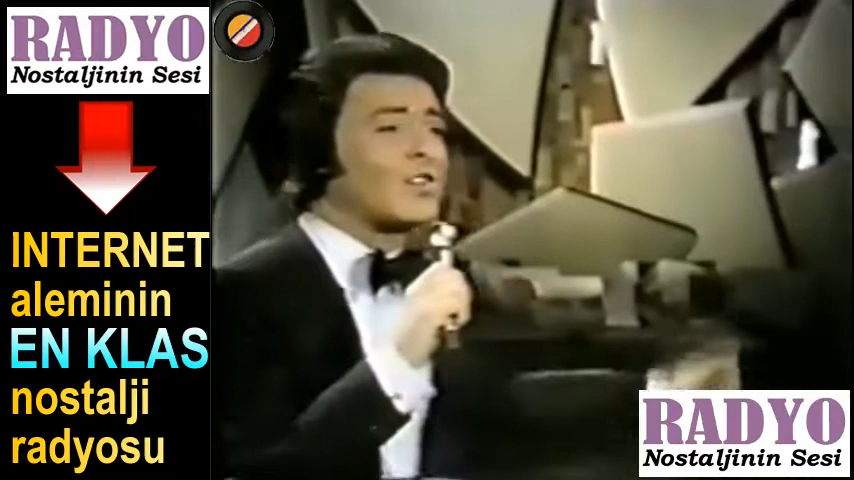 RADYO
Nostaljinin Sesi
INTERNET
aleminin
EN KLAS
nostalji
radyosu
RADYO
Nostaljinin Sesi